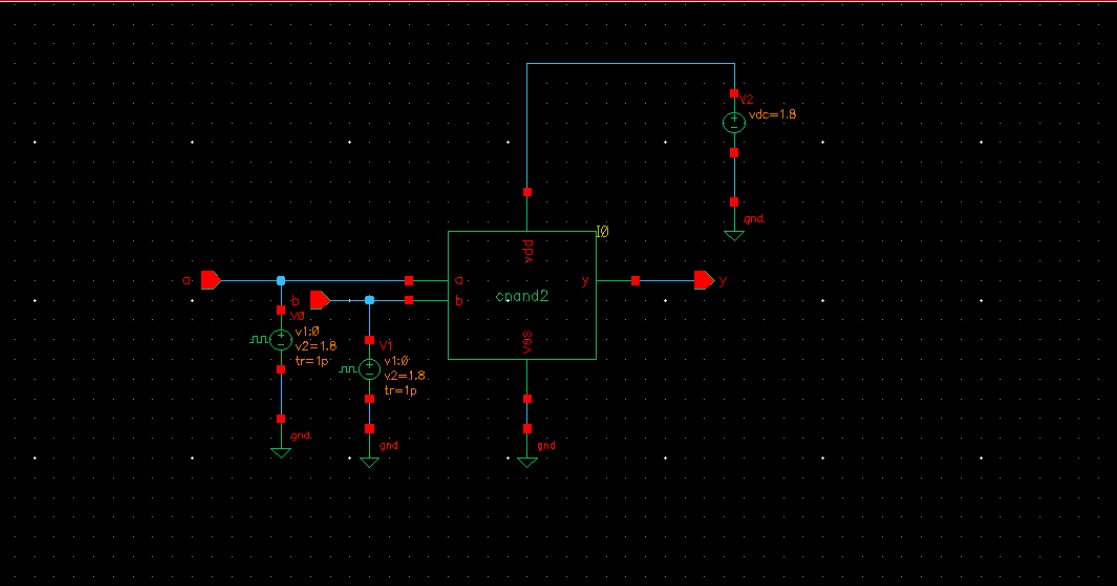 V2
vdc=1.8
gnd
I0
vdd
a
a
y
y
cnand2
b
b
V0
v1:0
v2=1.8
tr=1p
vss
V1
v1:0
v2=1.8
tr=1p
gnd
gnd
gnd